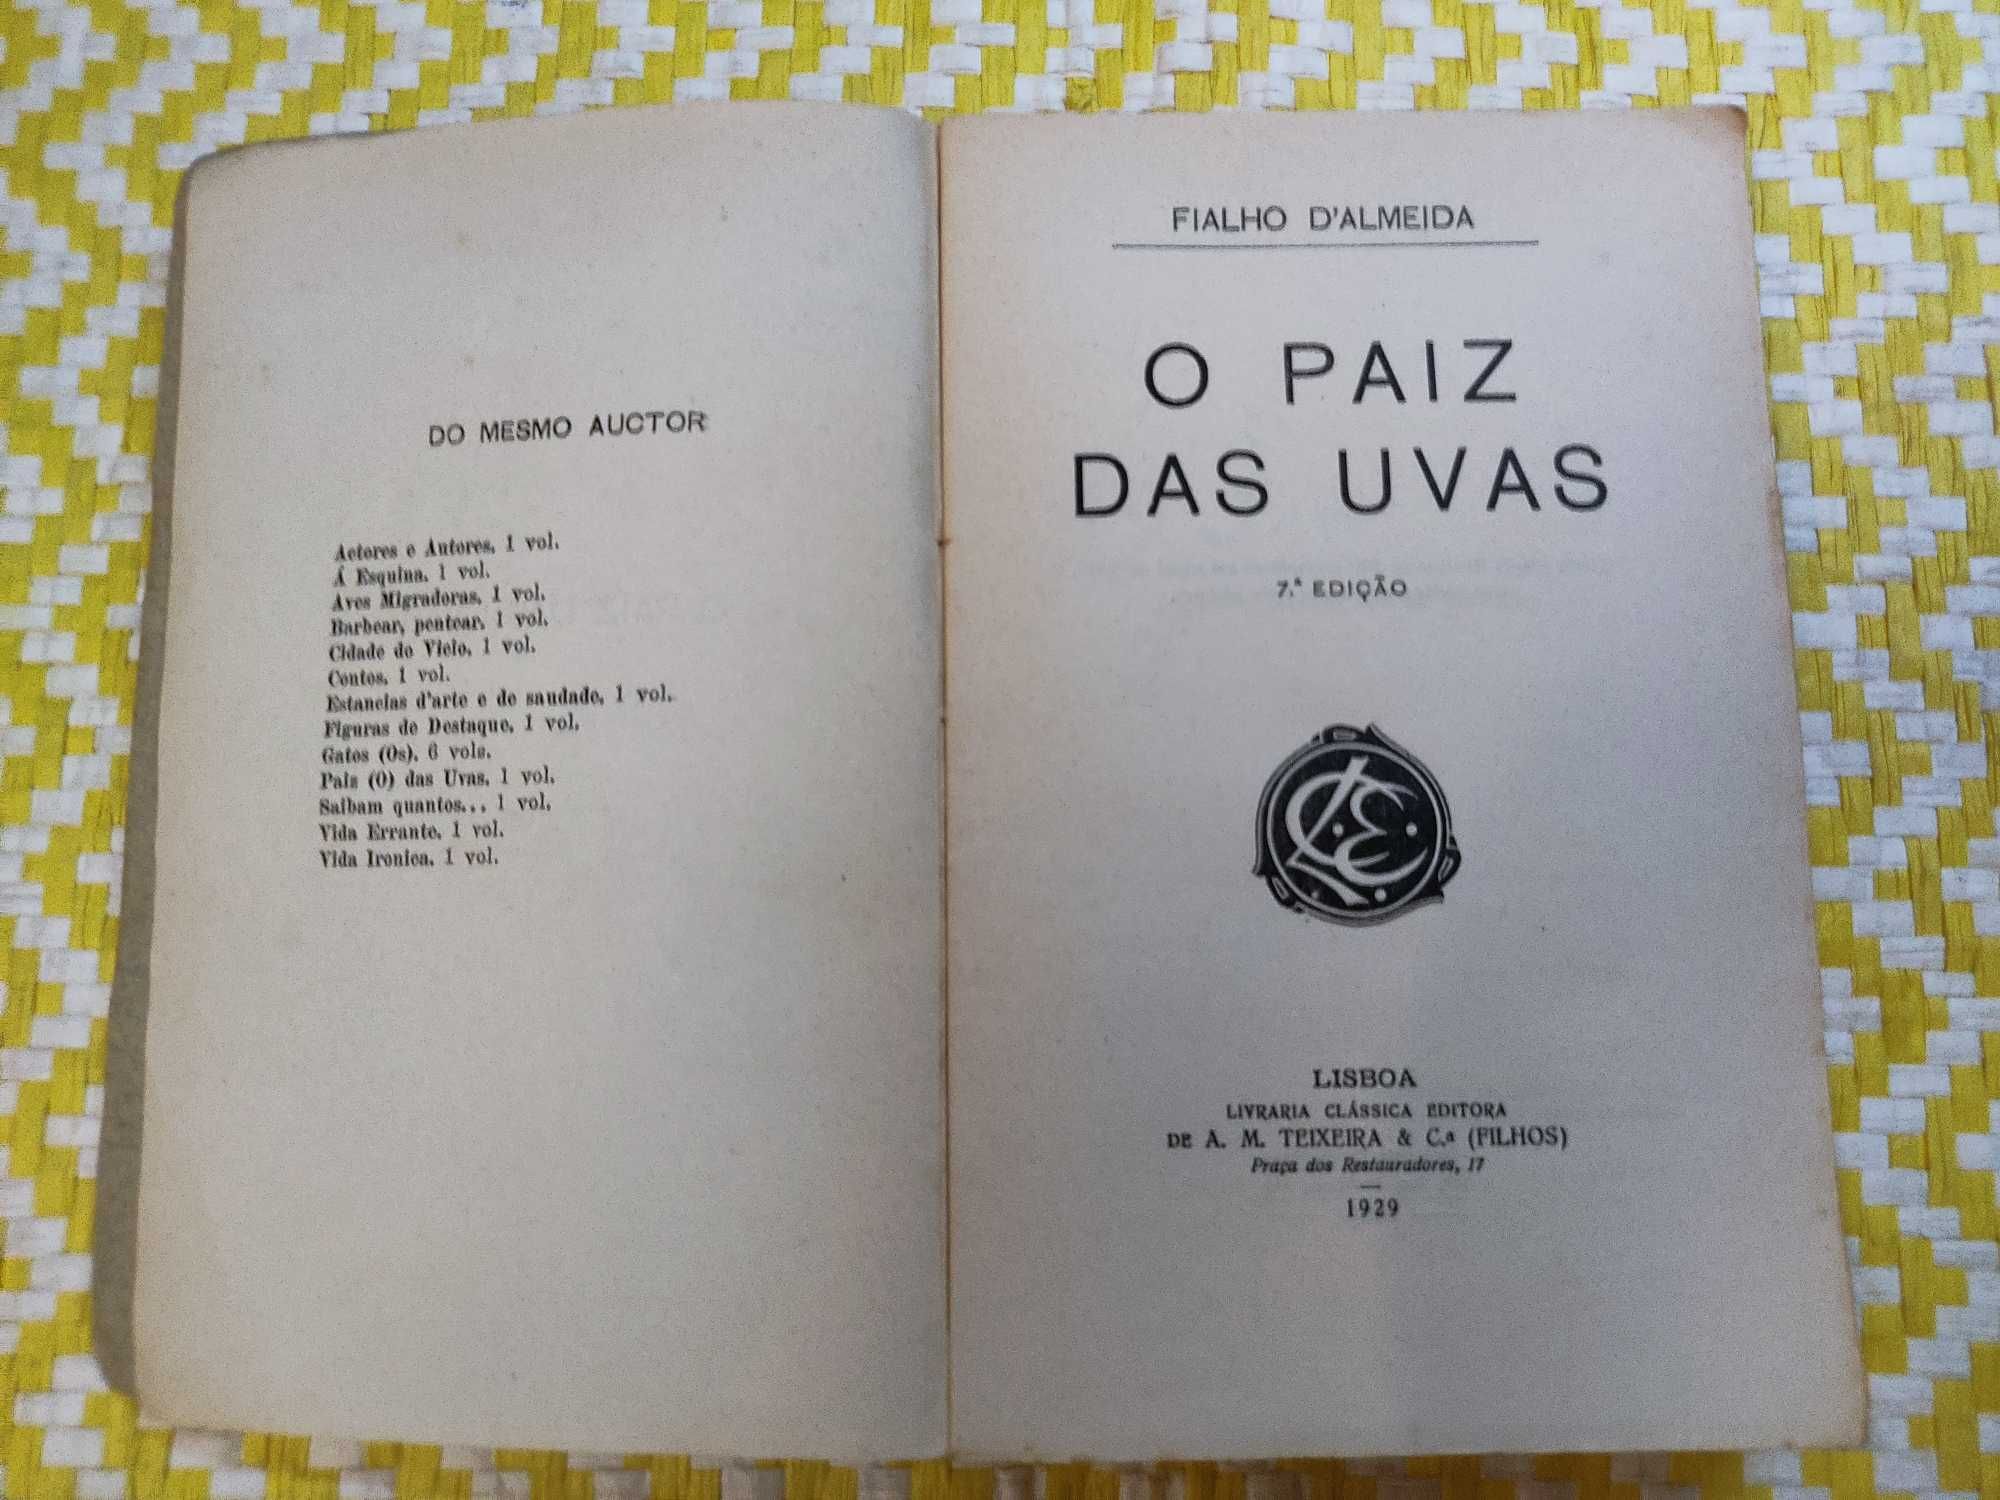 DO MESMO AUCTOR
Actores e Autores, 1 vol.
Á Esquina, 1 vol.
Aves Migradoras, 1 vol.
Barbear, pentear, 1 vol.
Cidade do Vicio, 1 vol.
Contos, 1 vol.
Estancias d'arte e de saudade, 1 vol.
Figuras de Destaque, 1 vol.
Gatos (Os), 6 vols.
Paiz (O) das Uvas, 1 vol.
Saibam quantos... 1 vol.
Vida Errante, 1 vol.
Vida Ironica, 1 vol.
FIALHO D'ALMEIDA
O PAIZ
DAS UVAS
7.ª EDIÇÃO
LISBOA
LIVRARIA CLÁSSICA EDITORA
DE A. M. TEIXEIRA & C.ª (FILHOS)
Praça dos Restauradores, 17
1929